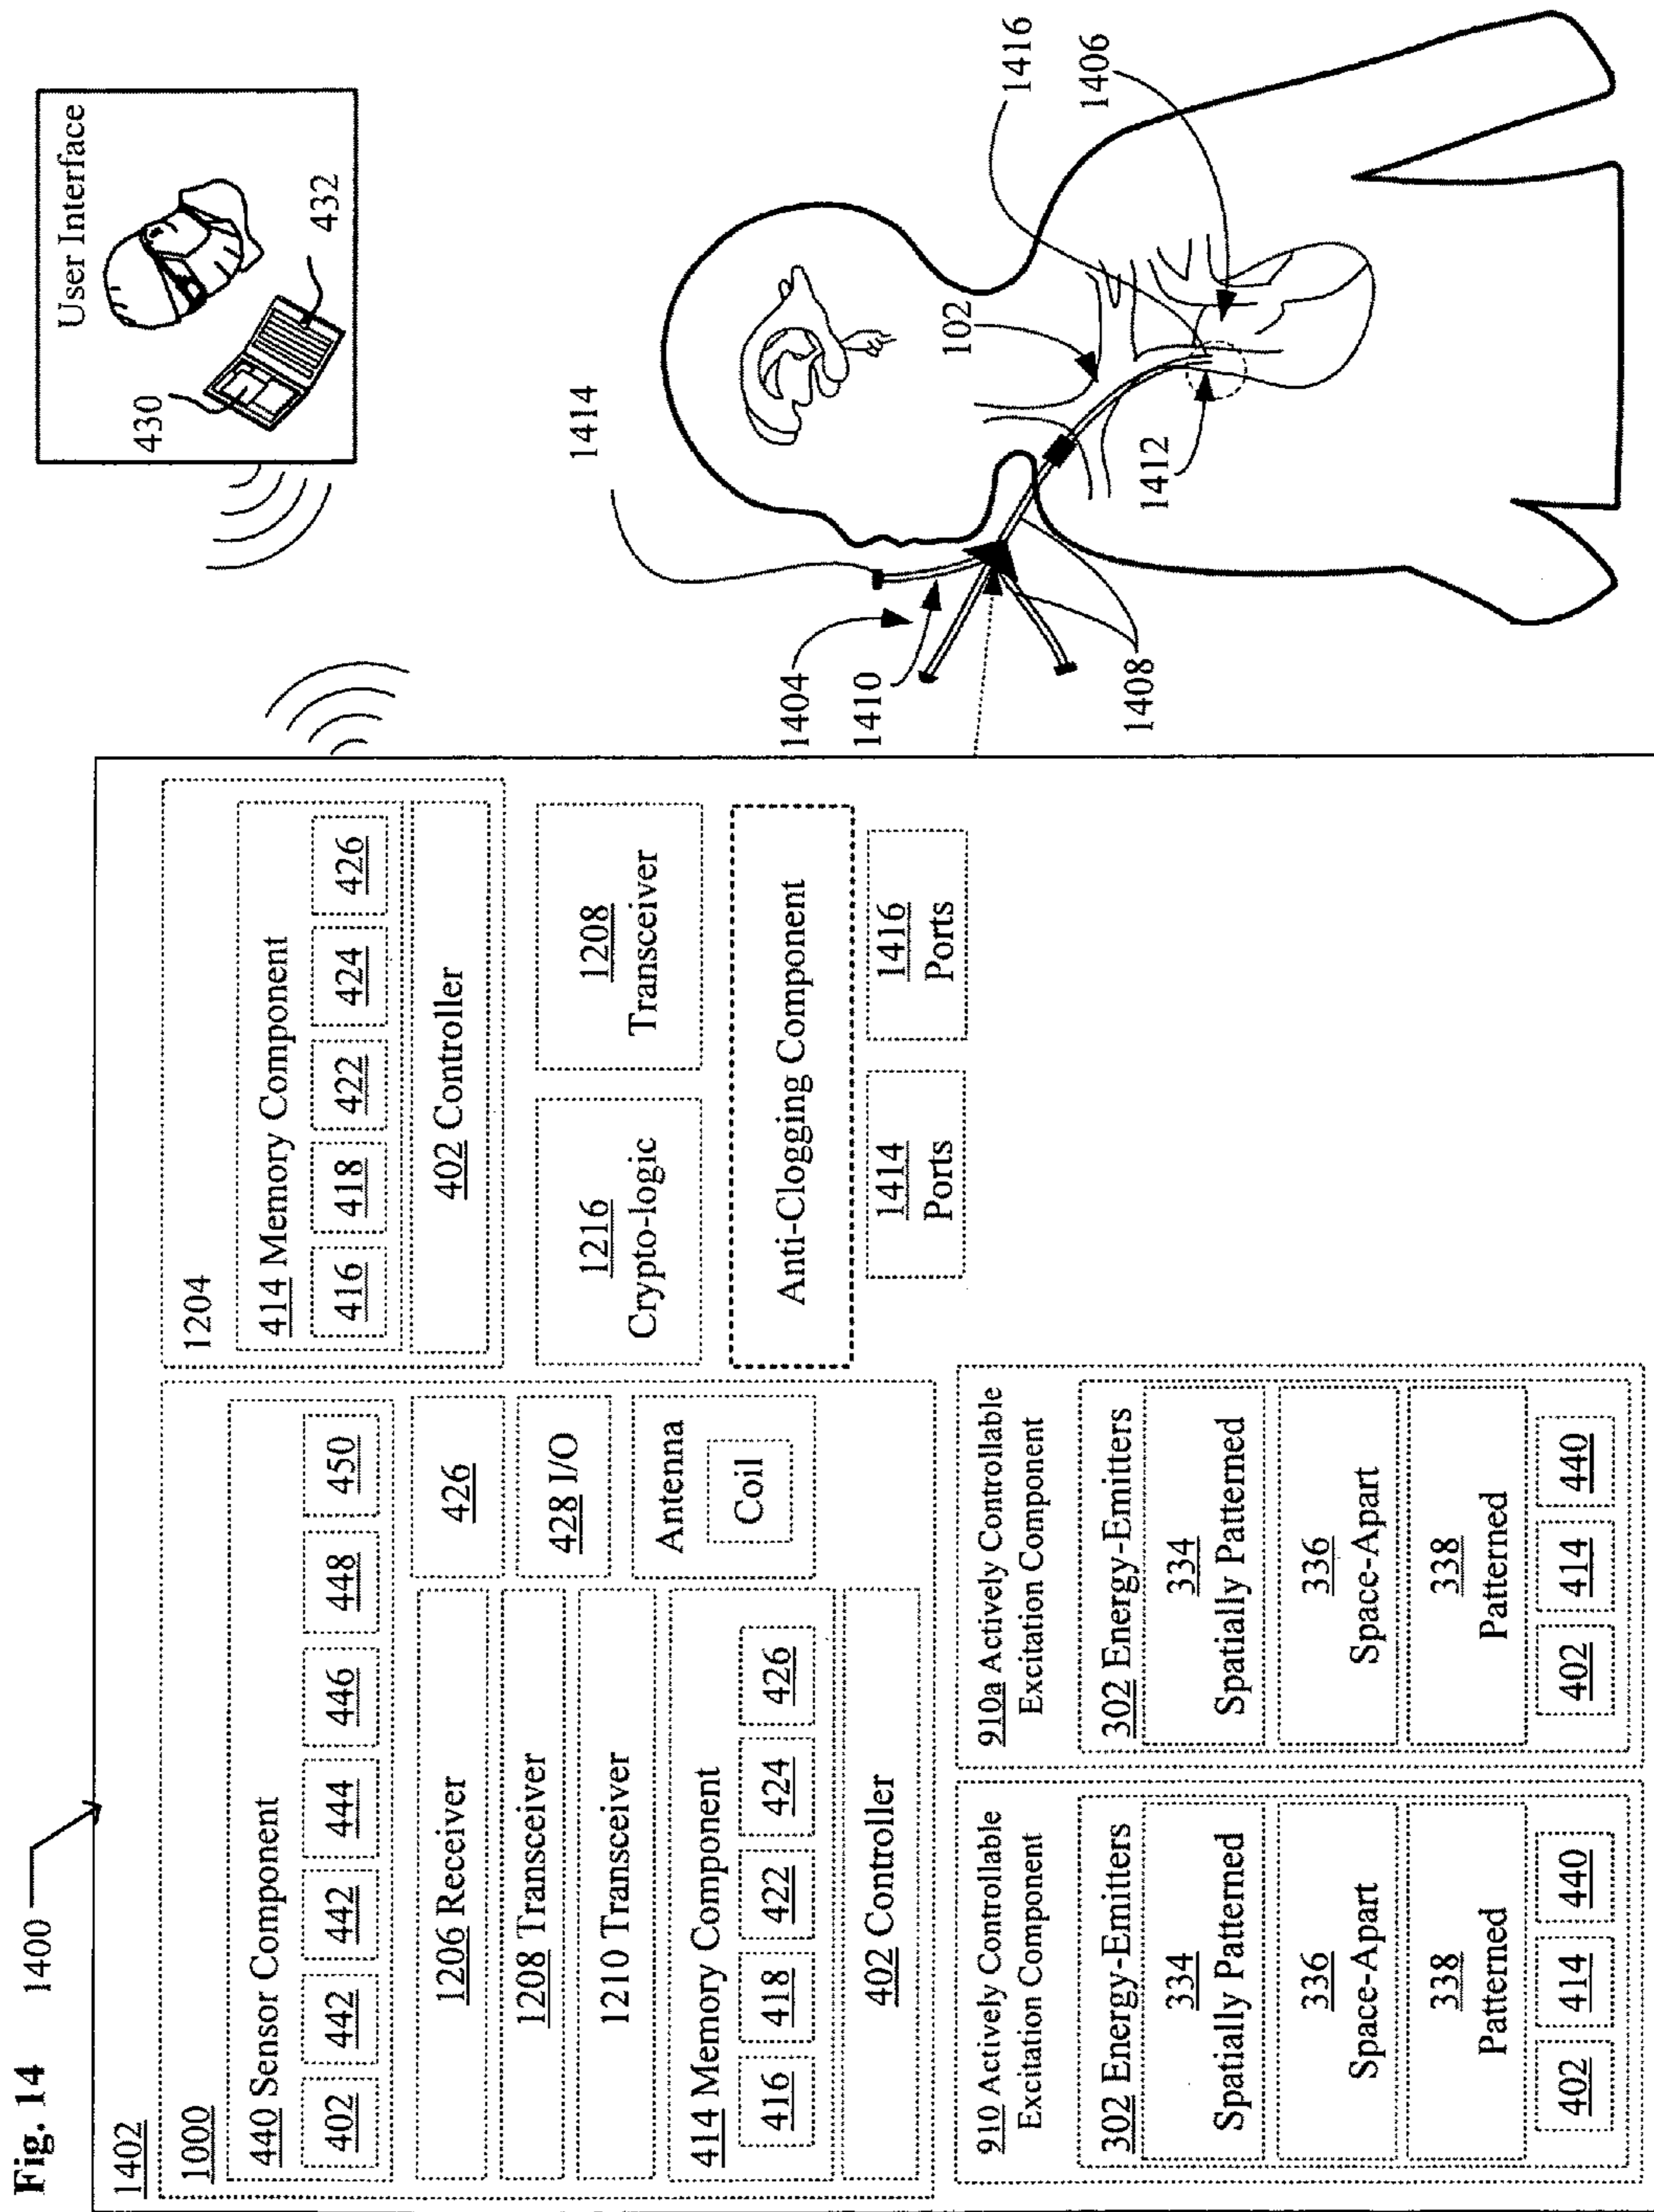 Fig. 14
1400
1402
1000
440 Sensor Component
402 442 442 444 446 448 450
1206 Receiver
426
1208 Transceiver
428 I/O
1210 Transceiver
Antenna
Coil
414 Memory Component
416 418 422 424 426
402 Controller
1204
414 Memory Component
416 418 422 424 426
402 Controller
1216
Crypto-logic
1208
Transceiver
Anti-Clogging Component
1414
Ports
1416
Ports
910 Actively Controllable
Excitation Component
302 Energy-Emitters
334
Spatially Patterned
336
Space-Apart
338
Patterned
402 414 440
910a Actively Controllable
Excitation Component
302 Energy-Emitters
334
Spatially Patterned
336
Space-Apart
338
Patterned
402 414 440
User Interface
430
432
1414
1404
1410
1408
102
1412
1416
1406